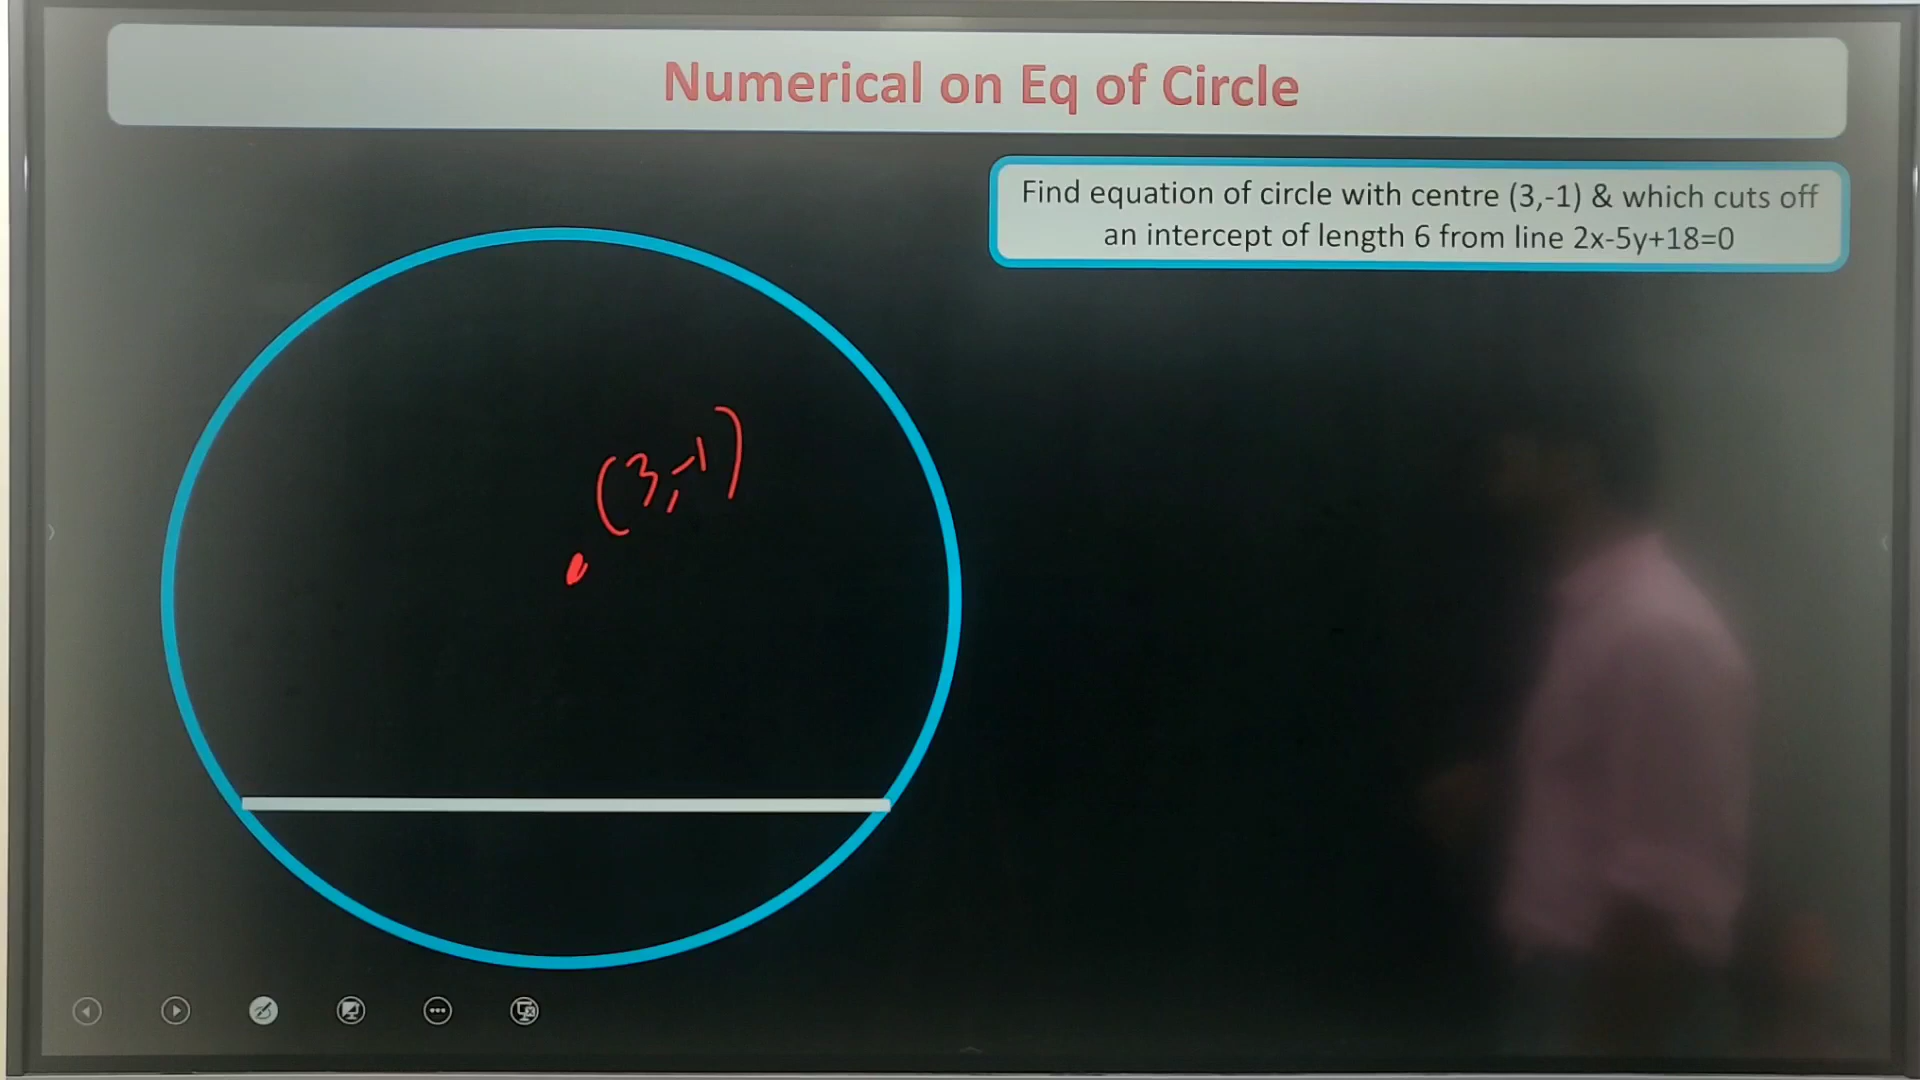 Numerical on Eq of Circle
Find equation of circle with centre (3,-1) & which cuts off
an intercept of length 6 from line 2x-5y+18=0
(3,-1)